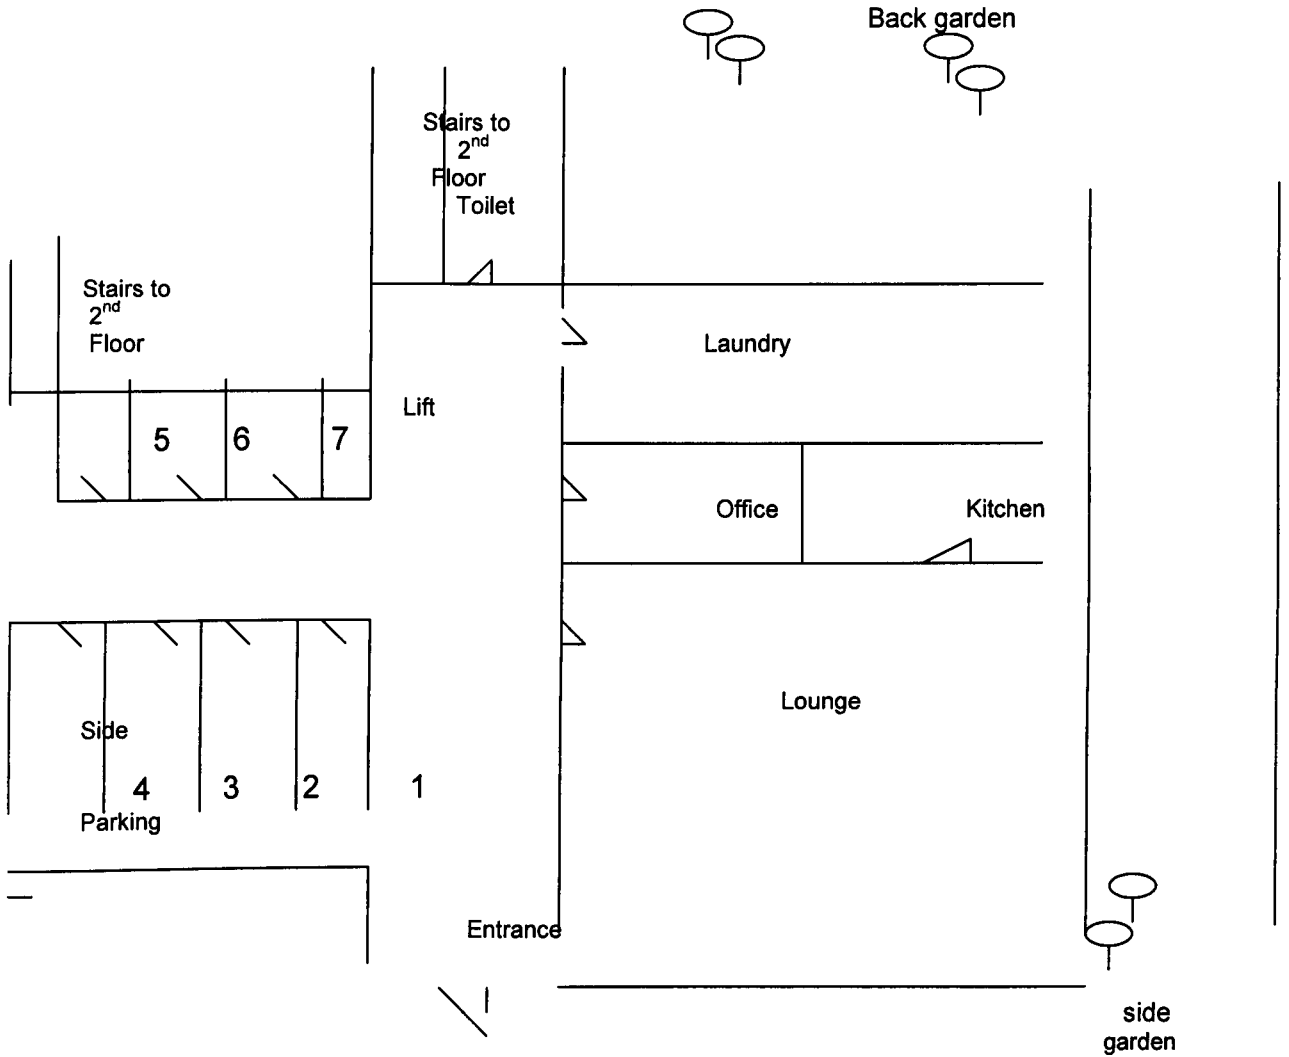 Back garden
Stairs to
2nd
Floor
Toilet
Stairs to
2nd
Floor
Laundry
Lift
5 6 7
Office Kitchen
Lounge
Side
4 3 2 1
Parking
Entrance
side
garden